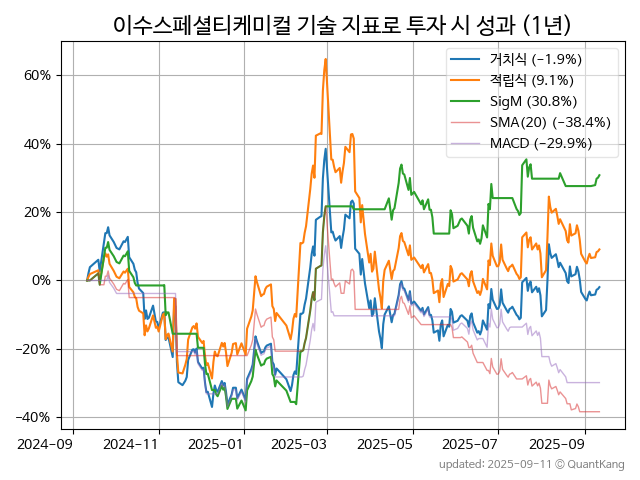 이수스페셜티케미컬 기술 지표로 투자 시 성과 (1년)
거치식 (−1.9%)
적립식 (9.1%)
SigM (30.8%)
SMA(20) (−38.4%)
MACD (−29.9%)
60%
40%
20%
0%
−20%
−40%
2024-09 2024-11 2025-01 2025-03 2025-05 2025-07 2025-09
updated: 2025-09-11 © QuantKang